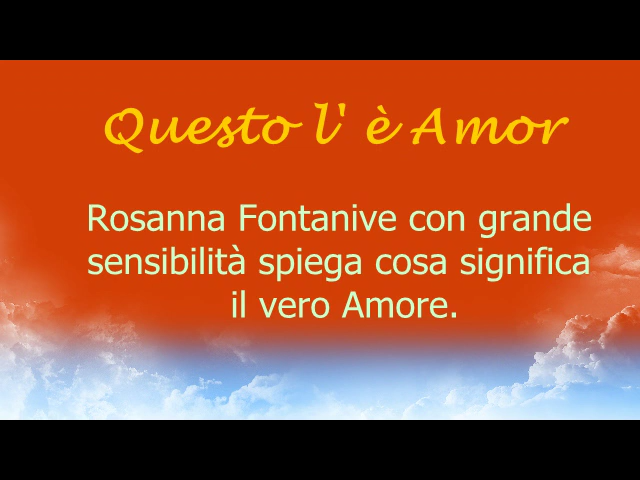 Questo l' è Amor
Rosanna Fontanive con grande
sensibilità spiega cosa significa
il vero Amore.